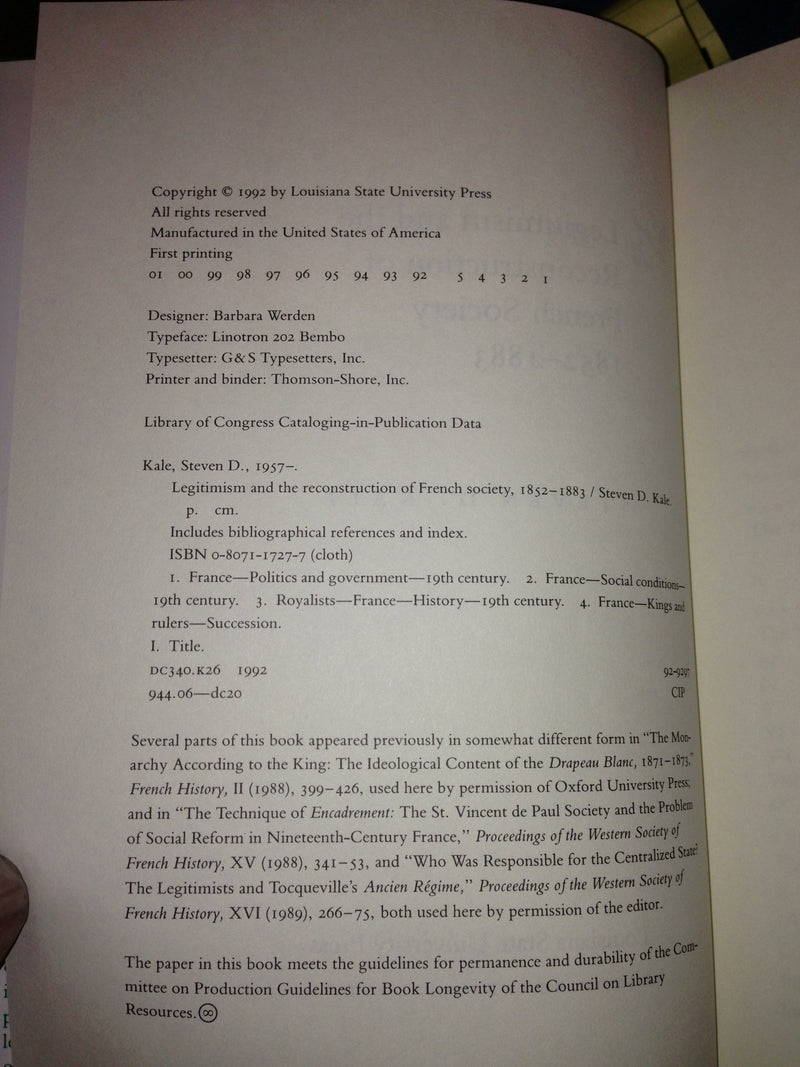 Copyright © 1992 by Louisiana State University Press
All rights reserved
Manufactured in the United States of America
First printing
01 00 99 98 97 96 95 94 93 92 5 4 3 2 1
Designer: Barbara Werden
Typeface: Linotron 202 Bembo
Typesetter: G&S Typesetters, Inc.
Printer and binder: Thomson-Shore, Inc.
Library of Congress Cataloging-in-Publication Data
Kale, Steven D., 1957–.
Legitimism and the reconstruction of French society, 1852–1883 / Steven D. Kale.
p. cm.
Includes bibliographical references and index.
ISBN 0-8071-1727-7 (cloth)
1. France—Politics and government—19th century. 2. France—Social conditions—
19th century. 3. Royalists—France—History—19th century. 4. France—Kings and
rulers—Succession.
I. Title.
DC340.K26 1992 92-9297
944.06—dc20 CIP
Several parts of this book appeared previously in somewhat different form in “The Mon-
archy According to the King: The Ideological Content of the Drapeau Blanc, 1871–1873,”
French History, II (1988), 399–426, used here by permission of Oxford University Press;
and in “The Technique of Encadrement: The St. Vincent de Paul Society and the Problem
of Social Reform in Nineteenth-Century France,” Proceedings of the Western Society of
French History, XV (1988), 341–53, and “Who Was Responsible for the Centralized State?
The Legitimists and Tocqueville’s Ancien Régime,” Proceedings of the Western Society of
French History, XVI (1989), 266–75, both used here by permission of the editor.
The paper in this book meets the guidelines for permanence and durability of the Com-
mittee on Production Guidelines for Book Longevity of the Council on Library
Resources. ♾